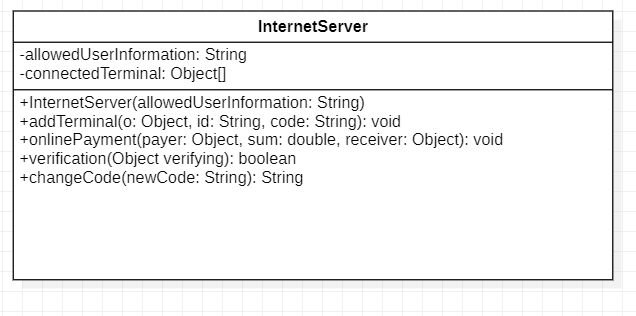 InternetServer
-allowedUserInformation: String
-connectedTerminal: Object[]
+InternetServer(allowedUserInformation: String)
+addTerminal(o: Object, id: String, code: String): void
+onlinePayment(payer: Object, sum: double, receiver: Object): void
+verification(Object verifying): boolean
+changeCode(newCode: String): String